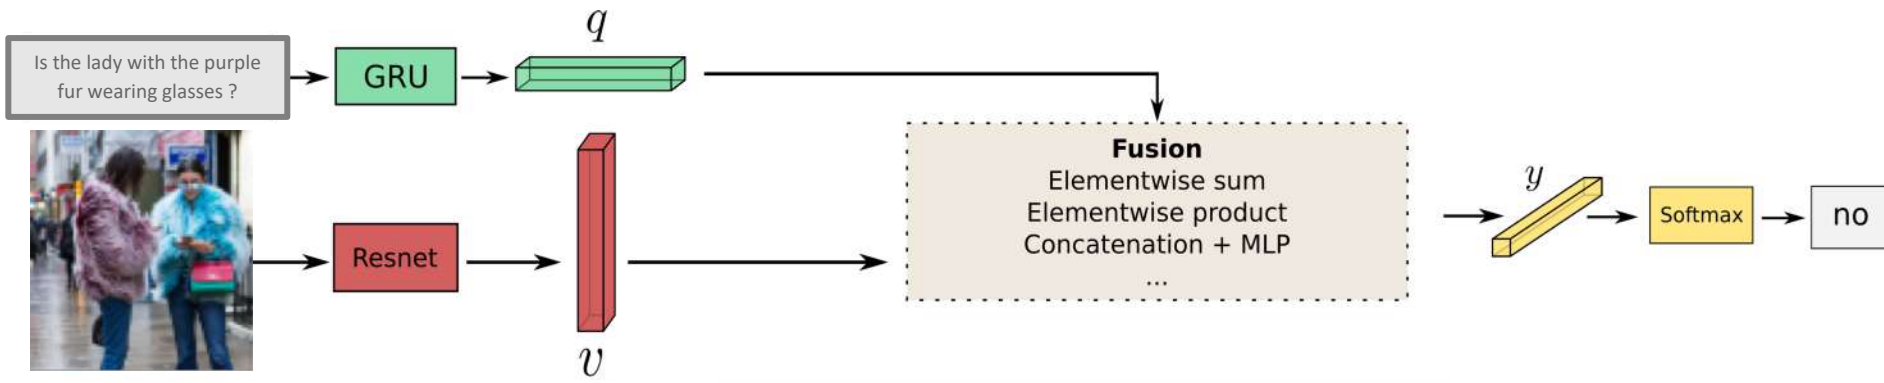 Is the lady with the purple
fur wearing glasses ?
GRU
q
Resnet
v
Fusion
Elementwise sum
Elementwise product
Concatenation + MLP
...
y
Softmax
no